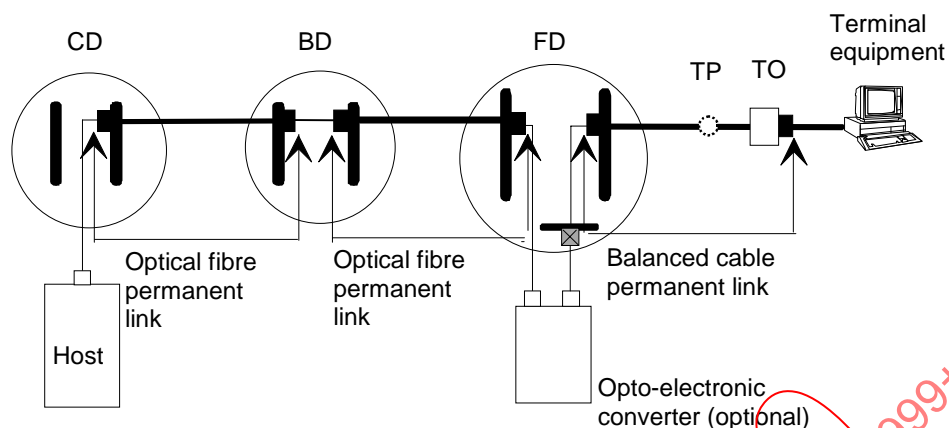 CD
BD
FD
TP
TO
Terminal
equipment
Optical fibre
permanent
link
Optical fibre
permanent
link
Balanced cable
permanent link
Host
Opto-electronic
converter (optional)
999